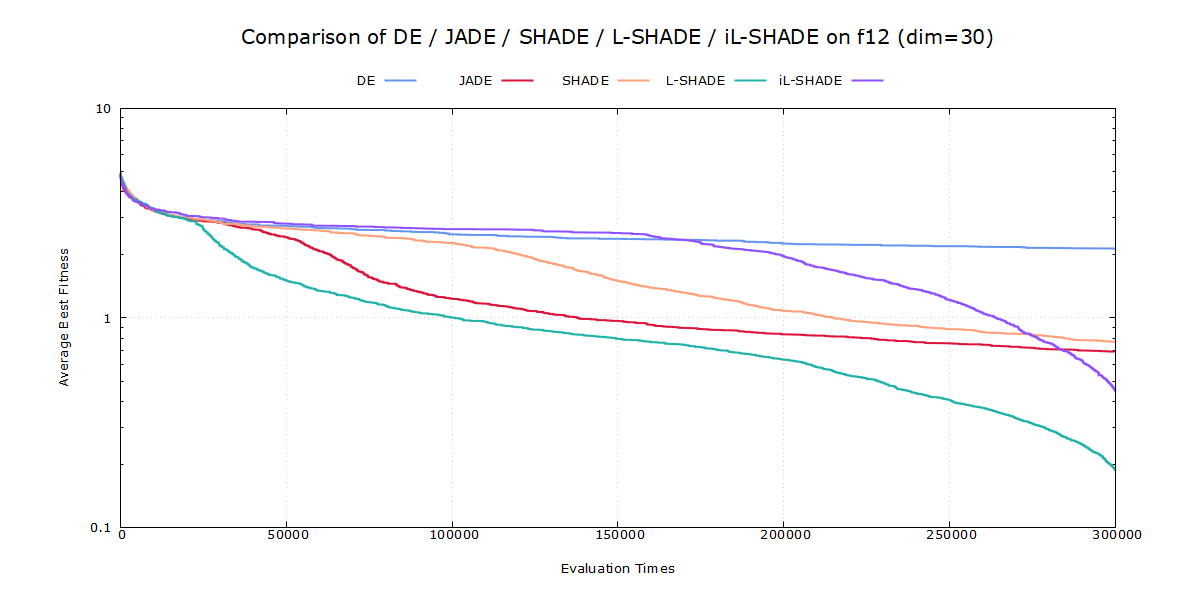 Comparison of DE / JADE / SHADE / L-SHADE / iL-SHADE on f12 (dim=30)
DE JADE SHADE L-SHADE iL-SHADE
10
1
0.1
Average Best Fitness
0 50000 100000 150000 200000 250000 300000
Evaluation Times